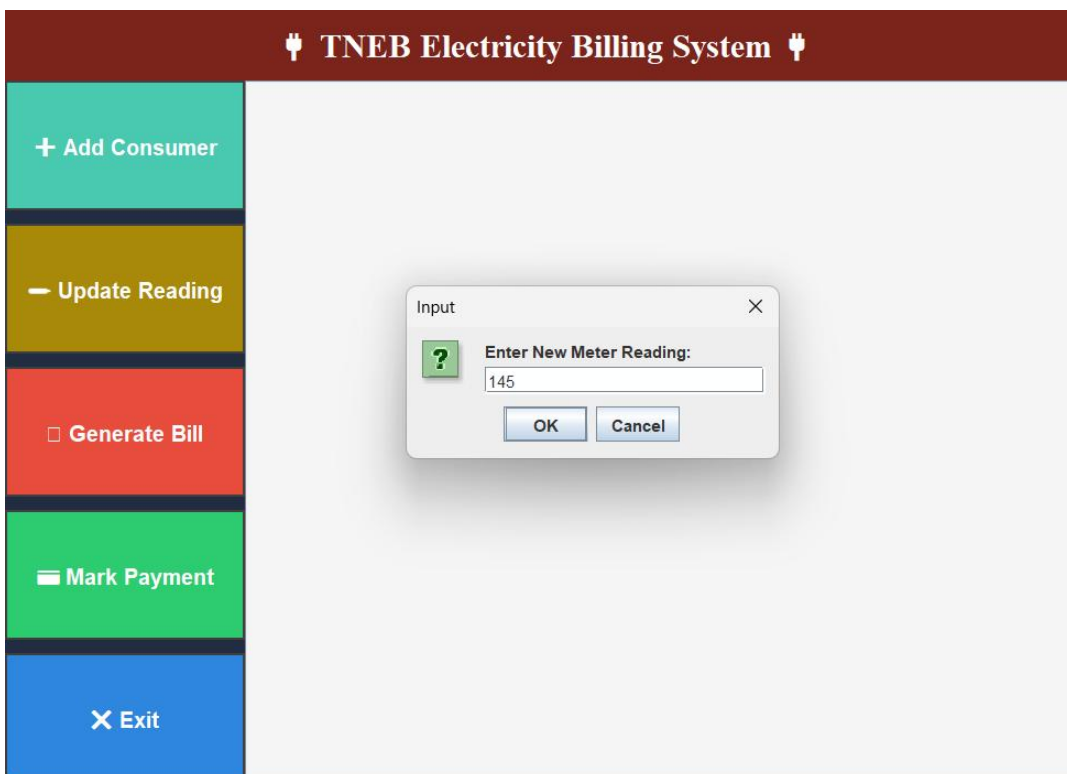 TNEB Electricity Billing System
Add Consumer
Update Reading
Generate Bill
Mark Payment
Exit
Input
Enter New Meter Reading:
145
OK Cancel